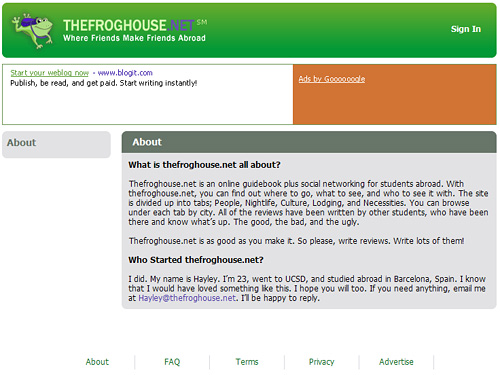 THEFROGHOUSE.NET SM
Where Friends Make Friends Abroad
Sign In
Start your weblog now - www.blogit.com
Publish, be read, and get paid. Start writing instantly!
Ads by Goooooogle
About
About
What is thefroghouse.net all about?
Thefroghouse.net is an online guidebook plus social networking for students abroad. With
thefroghouse.net, you can find out where to go, what to see, and who to see it with. The site
is divided up into tabs; People, Nightlife, Culture, Lodging, and Necessities. You can browse
under each tab by city. All of the reviews have been written by other students, who have been
there and know what's up. The good, the bad, and the ugly.
Thefroghouse.net is as good as you make it. So please, write reviews. Write lots of them!
Who Started thefroghouse.net?
I did. My name is Hayley. I'm 23, went to UCSD, and studied abroad in Barcelona, Spain. I know
that I would have loved something like this. I hope you will too. If you need anything, email me
at Hayley@thefroghouse.net. I'll be happy to reply.
About
FAQ
Terms
Privacy
Advertise